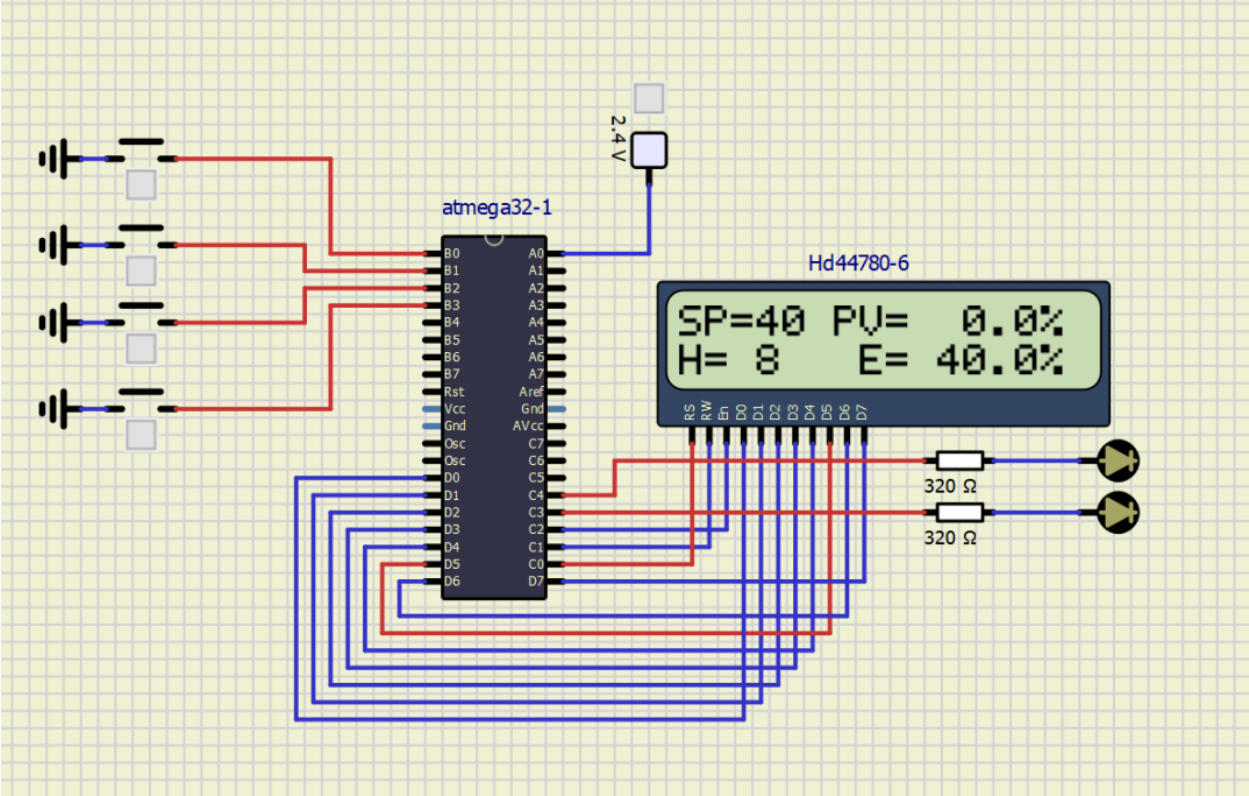 2.4 V
atmega32-1
B0 A0
B1 A1
B2 A2
B3 A3
B4 A4
B5 A5
B6 A6
B7 A7
Rst Aref
Vcc Gnd
Gnd AVcc
Osc C7
Osc C6
D0 C5
D1 C4
D2 C3
D3 C2
D4 C1
D5 C0
D6 D7
Hd44780-6
SP=40 PV= 0.0%
H= 8 E= 40.0%
RS RW En D0 D1 D2 D3 D4 D5 D6 D7
320 Ω
320 Ω